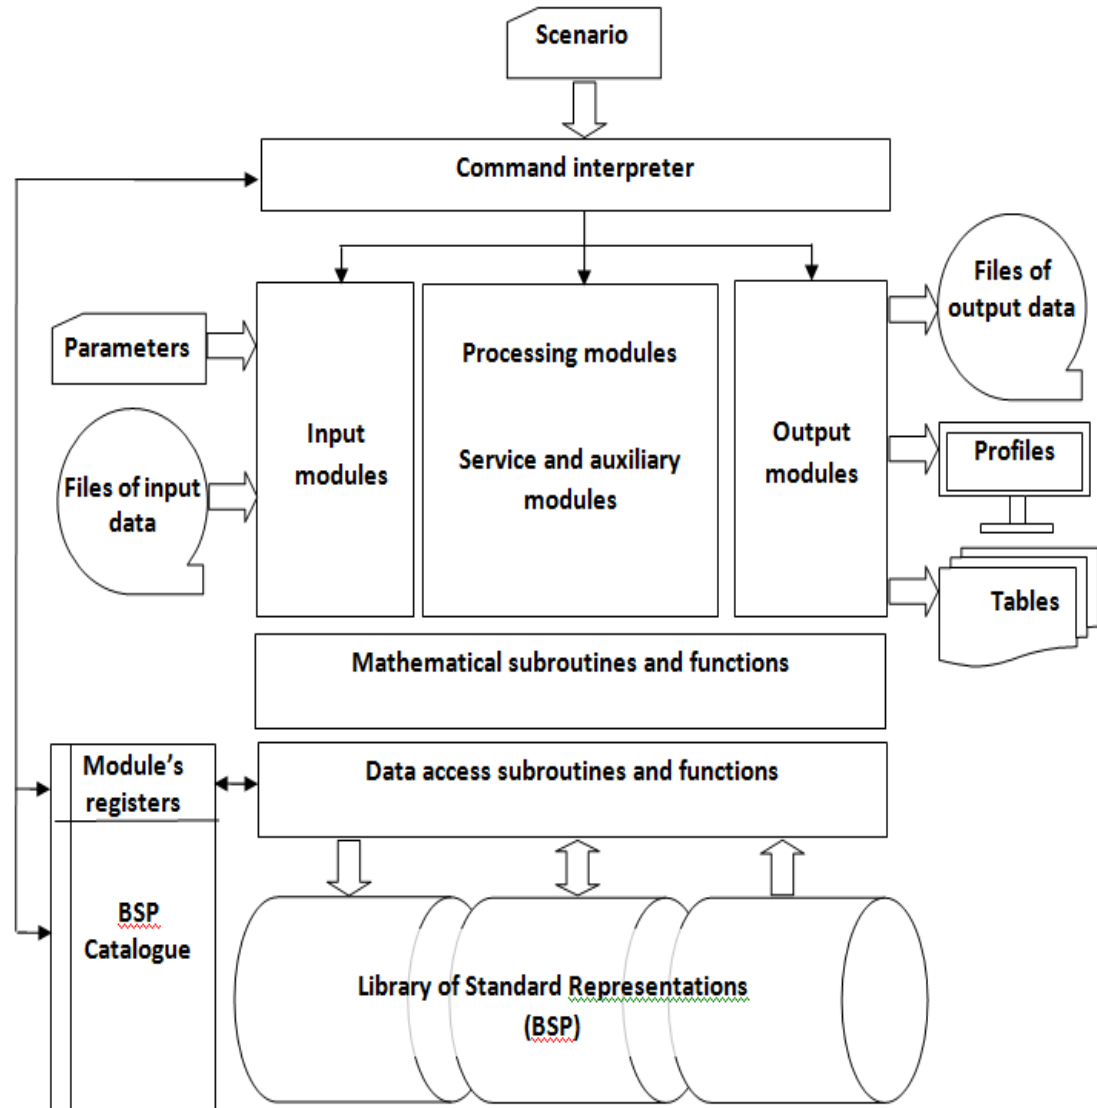 Scenario
Command interpreter
Parameters
Files of input
data
Input
modules
Processing modules
Service and auxiliary
modules
Output
modules
Files of
output data
Profiles
Tables
Mathematical subroutines and functions
Module's
registers
Data access subroutines and functions
BSP
Catalogue
Library of Standard Representations
(BSP)